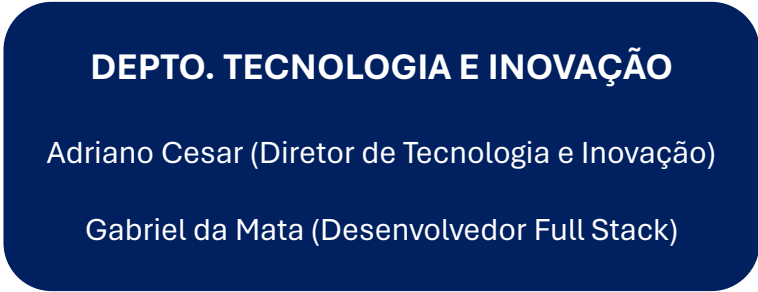 DEPTO. TECNOLOGIA E INOVAÇÃO
Adriano Cesar (Diretor de Tecnologia e Inovação)
Gabriel da Mata (Desenvolvedor Full Stack)